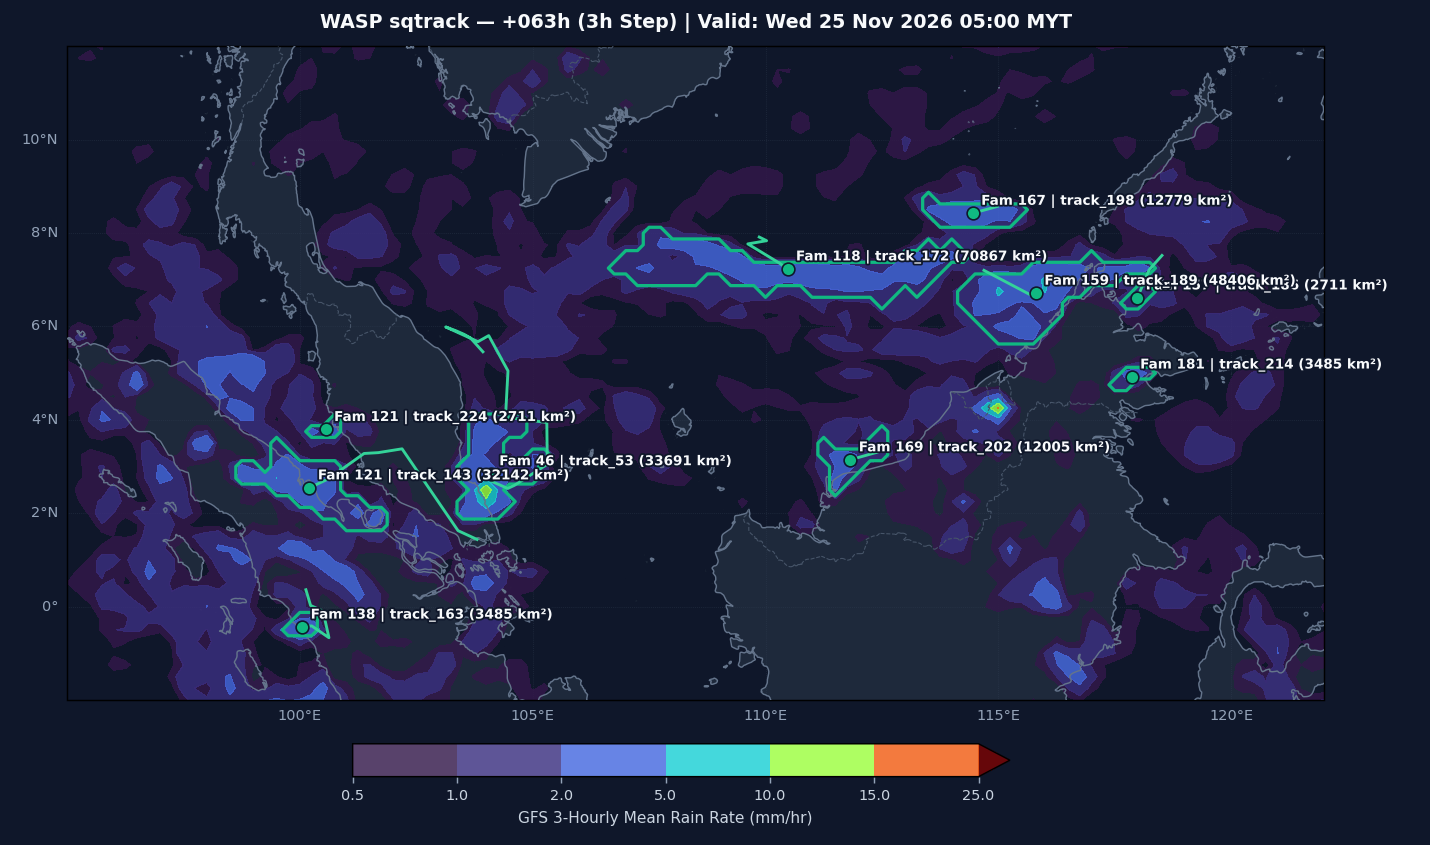 WASP sqtrack — +063h (3h Step) | Valid: Wed 25 Nov 2026 05:00 MYT
10°N
8°N
6°N
4°N
2°N
0°
Fam 167 | track_198 (12779 km²)
Fam 118 | track_172 (70867 km²)
Fam 159 | track_189 (48406 km²)
(2711 km²)
Fam 181 | track_214 (3485 km²)
Fam 121 | track_224 (2711 km²)
Fam 169 | track_202 (12005 km²)
Fam 46 | track_53 (33691 km²)
Fam 121 | track_143 (32142 km²)
Fam 138 | track_163 (3485 km²)
100°E 105°E 110°E 115°E 120°E
0.5 1.0 2.0 5.0 10.0 15.0 25.0
GFS 3-Hourly Mean Rain Rate (mm/hr)